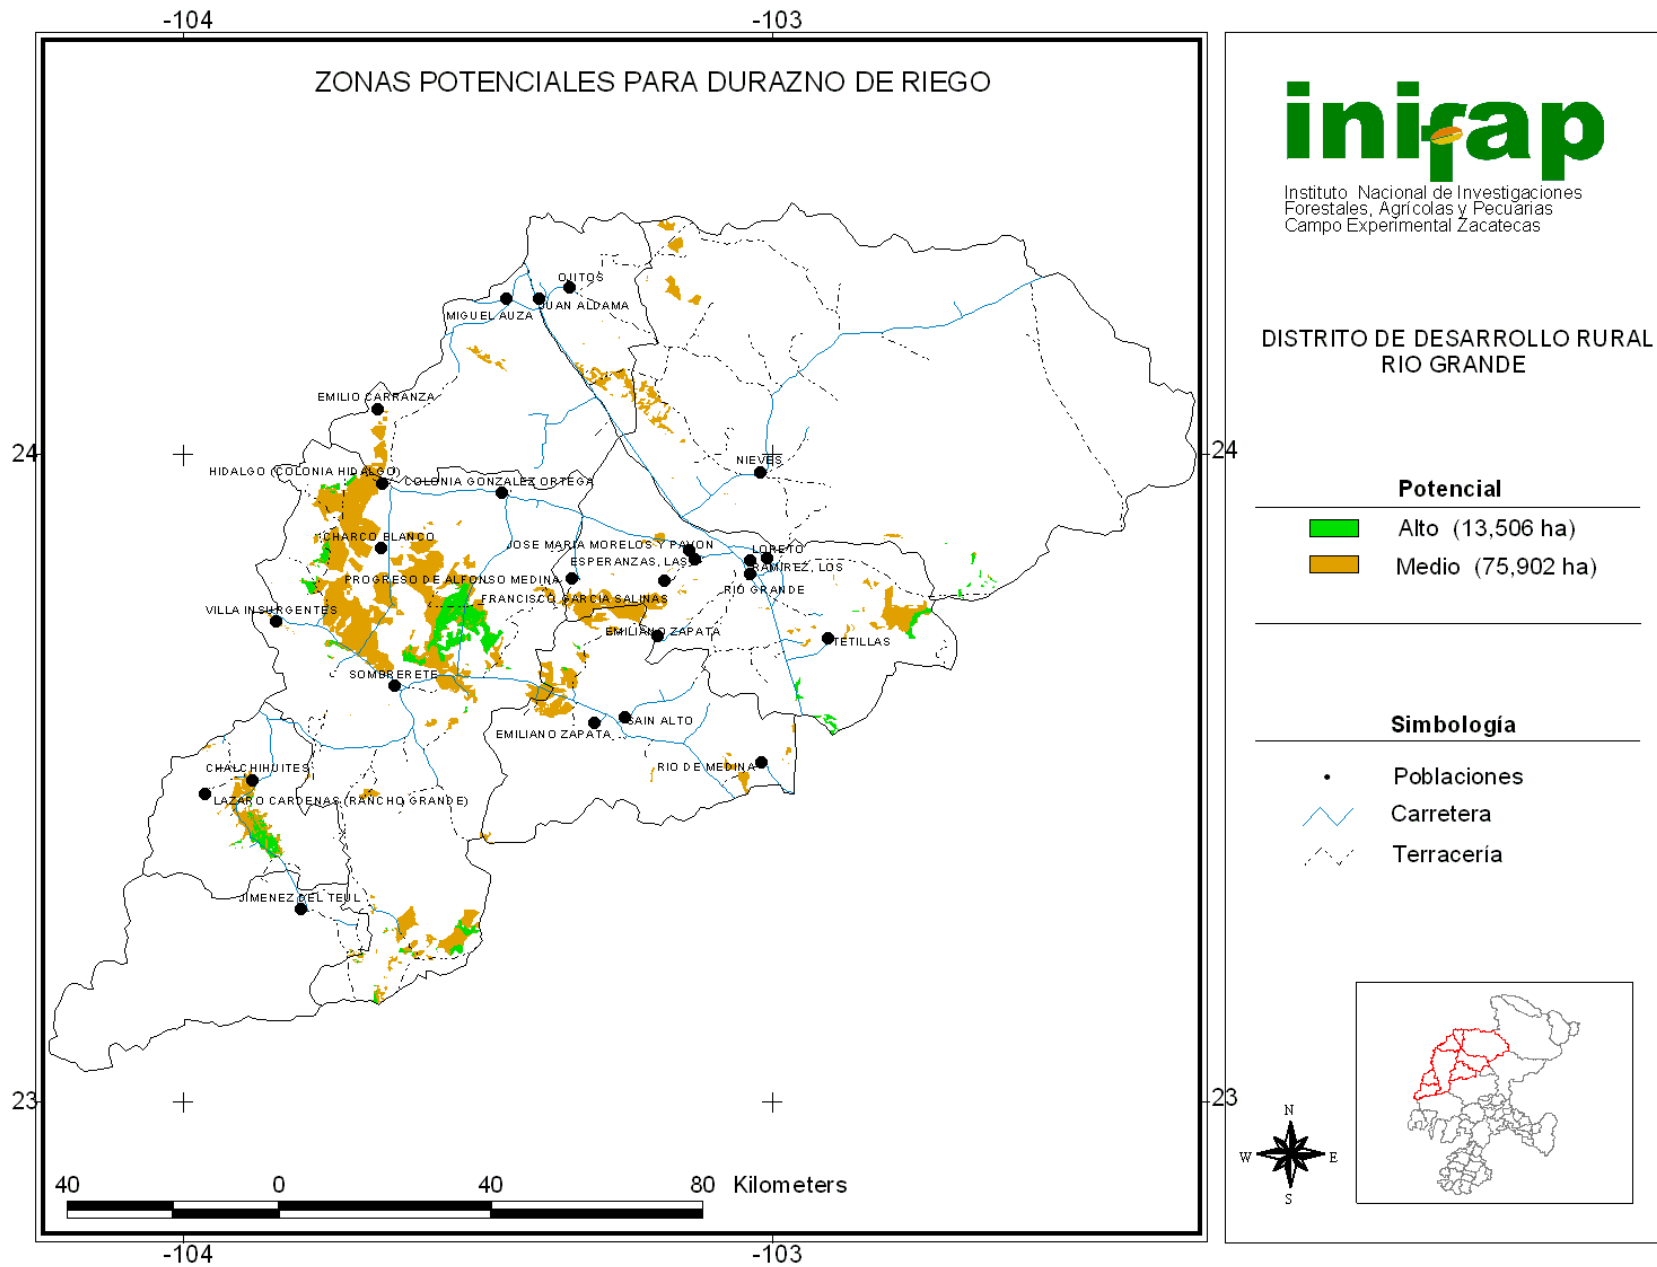 -104
-103
ZONAS POTENCIALES PARA DURAZNO DE RIEGO
OJITOS
JUAN ALDAMA
MIGUEL AUZA
EMILIO CARRANZA
24
24
HIDALGO (COLONIA HIDALGO)
COLONIA GONZALEZ ORTEGA
NIEVES
CHARCO BLANCO
JOSE MARIA MORELOS Y PAVON
LORETO
ESPERANZAS, LAS
RAMIREZ, LOS
PROGRESO DE ALFONSO MEDINA
RIO GRANDE
FRANCISCO GARCIA SALINAS
VILLA INSURGENTES
EMILIANO ZAPATA
TETILLAS
SOMBRERETE
SAIN ALTO
EMILIANO ZAPATA
RIO DE MEDINA
CHALCHIHUITES
LAZARO CARDENAS (RANCHO GRANDE)
JIMENEZ DEL TEUL
23
23
40 0 40 80 Kilometers
-104
-103
inifap
Instituto Nacional de Investigaciones
Forestales, Agrícolas y Pecuarias
Campo Experimental Zacatecas
DISTRITO DE DESARROLLO RURAL
RIO GRANDE
Potencial
Alto (13,506 ha)
Medio (75,902 ha)
Simbología
Poblaciones
Carretera
Terracería
N
W E
S